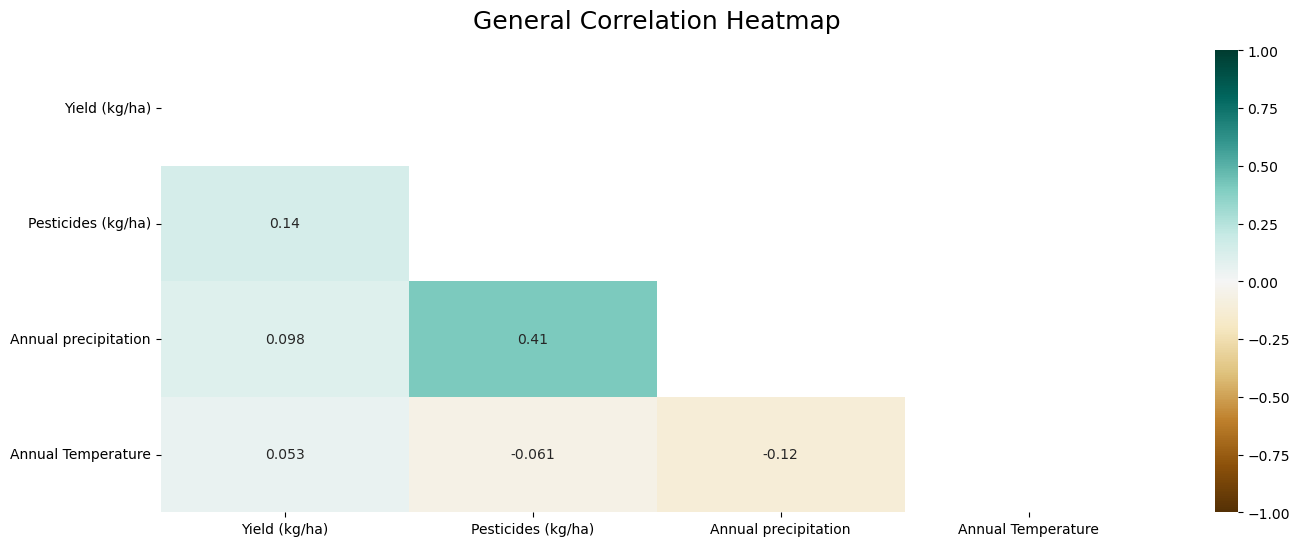 General Correlation Heatmap
Yield (kg/ha)
Pesticides (kg/ha)
0.14
Annual precipitation
0.098
0.41
Annual Temperature
0.053
-0.061
-0.12
Yield (kg/ha)
Pesticides (kg/ha)
Annual precipitation
Annual Temperature
1.00
0.75
0.50
0.25
0.00
−0.25
−0.50
−0.75
−1.00